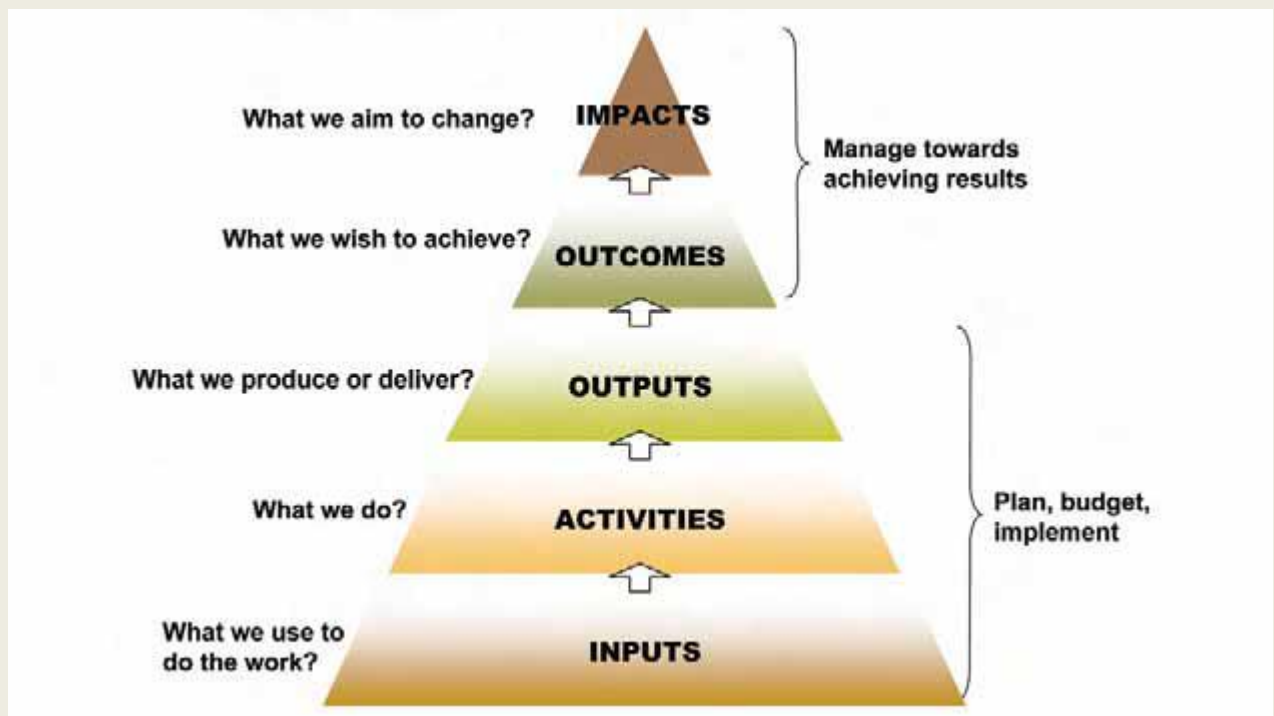 What we aim to change?
IMPACTS
Manage towards
achieving results
What we wish to achieve?
OUTCOMES
What we produce or deliver?
OUTPUTS
What we do?
ACTIVITIES
Plan, budget,
implement
What we use to
do the work?
INPUTS